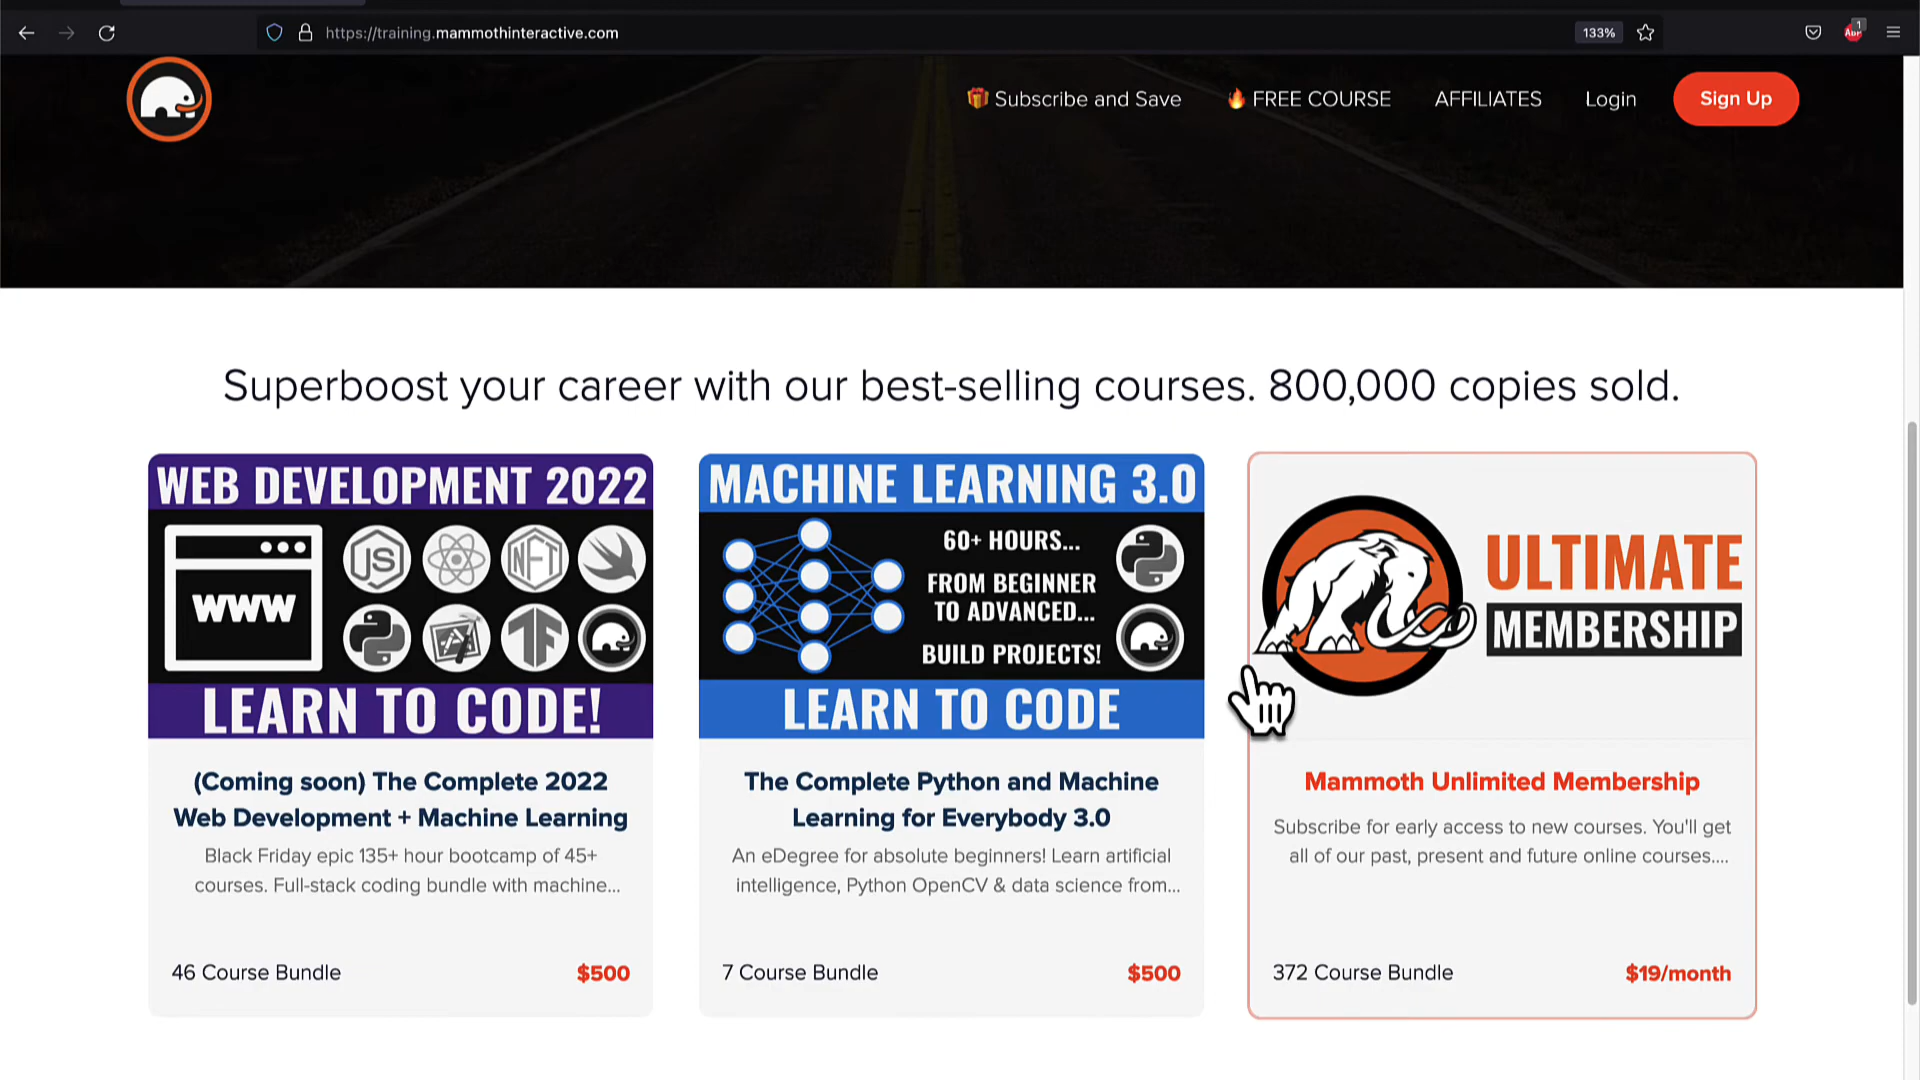 https://training.mammothinteractive.com
133%
1
ABP
🎁 Subscribe and Save
🔥 FREE COURSE
AFFILIATES
Login
Sign Up
Superboost your career with our best-selling courses. 800,000 copies sold.
WEB DEVELOPMENT 2022
WWW
JS
NFT
LEARN TO CODE!
(Coming soon) The Complete 2022
Web Development + Machine Learning
Black Friday epic 135+ hour bootcamp of 45+
courses. Full-stack coding bundle with machine...
46 Course Bundle
$500
MACHINE LEARNING 3.0
60+ HOURS...
FROM BEGINNER
TO ADVANCED...
BUILD PROJECTS!
LEARN TO CODE
The Complete Python and Machine
Learning for Everybody 3.0
An eDegree for absolute beginners! Learn artificial
intelligence, Python OpenCV & data science from...
7 Course Bundle
$500
ULTIMATE
MEMBERSHIP
Mammoth Unlimited Membership
Subscribe for early access to new courses. You'll get
all of our past, present and future online courses....
372 Course Bundle
$19/month